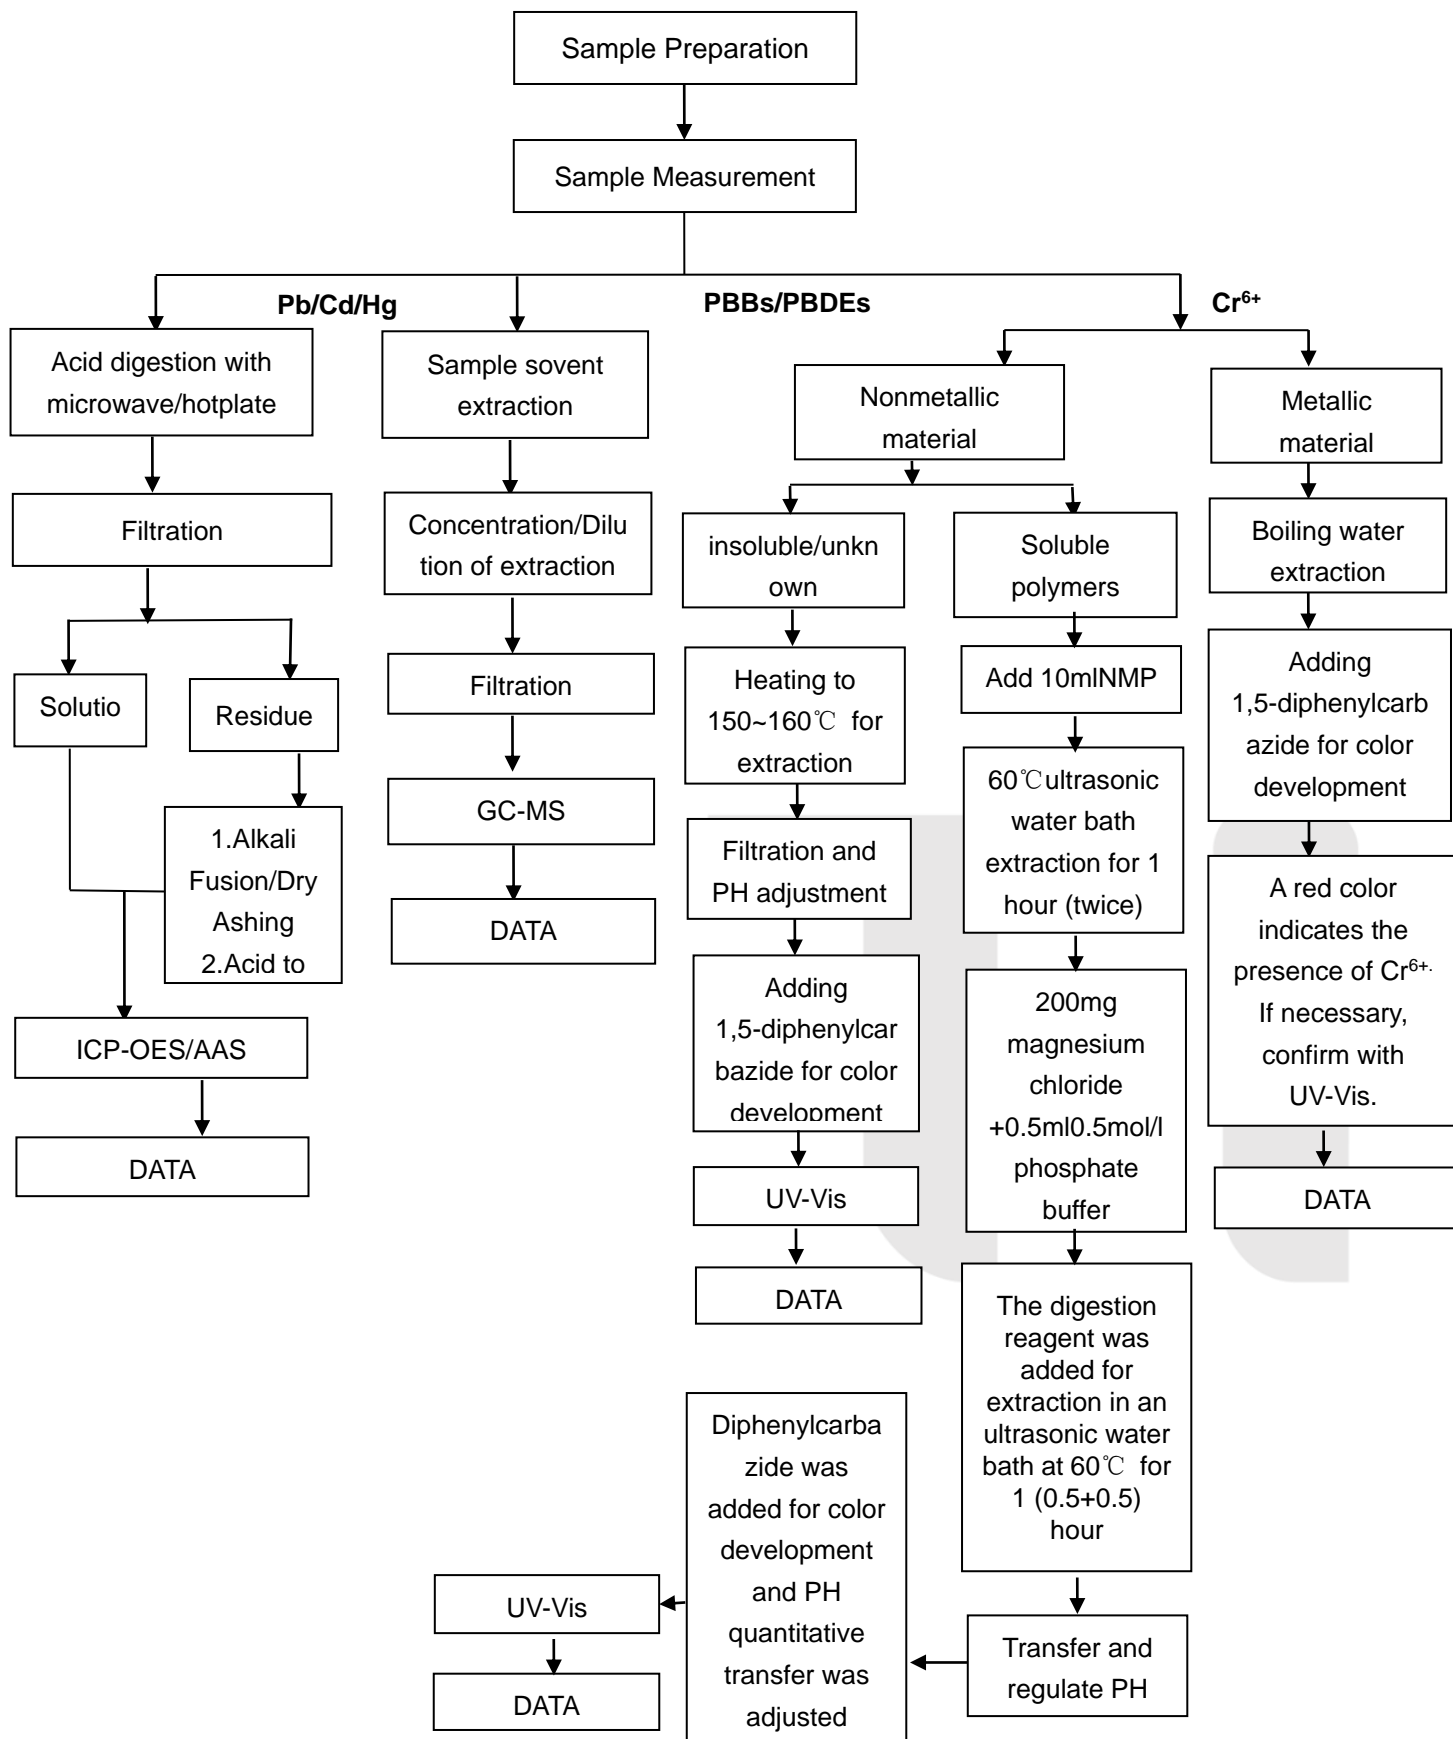 Sample Preparation
Sample Measurement
Pb/Cd/Hg
PBBs/PBDEs
Cr⁶⁺
Acid digestion with
microwave/hotplate
Filtration
Solutio
Residue
1.Alkali
Fusion/Dry
Ashing
2.Acid to
ICP-OES/AAS
DATA
Sample sovent
extraction
Concentration/Dilu
tion of extraction
Filtration
GC-MS
DATA
Nonmetallic
material
insoluble/unkn
own
Heating to
150~160℃ for
extraction
Filtration and
PH adjustment
Adding
1,5-diphenylcar
bazide for color
development
UV-Vis
DATA
Soluble
polymers
Add 10mlNMP
60℃ultrasonic
water bath
extraction for 1
hour (twice)
200mg
magnesium
chloride
+0.5ml0.5mol/l
phosphate
buffer
The digestion
reagent was
added for
extraction in an
ultrasonic water
bath at 60℃ for
1 (0.5+0.5)
hour
Transfer and
regulate PH
Diphenylcarba
zide was
added for color
development
and PH
quantitative
transfer was
adjusted
UV-Vis
DATA
Metallic
material
Boiling water
extraction
Adding
1,5-diphenylcarb
azide for color
development
A red color
indicates the
presence of Cr⁶⁺.
If necessary,
confirm with
UV-Vis.
DATA